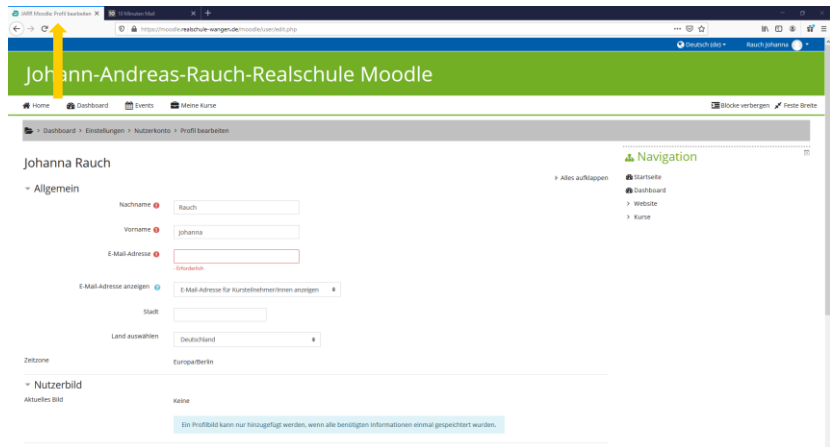 JARR Moodle: Profil bearbeiten
10 Minuten Mail
https://moodle.realschule-wangen.de/moodle/user/edit.php
Deutsch (de)
Rauch Johanna
Johann-Andreas-Rauch-Realschule Moodle
Home Dashboard Events Meine Kurse
Blöcke verbergen Feste Breite
> Dashboard > Einstellungen > Nutzerkonto > Profil bearbeiten
Johanna Rauch
> Alles aufklappen
Allgemein
Nachname Rauch
Vorname Johanna
E-Mail-Adresse
- Erforderlich
E-Mail-Adresse anzeigen E-Mail-Adresse für Kursteilnehmer/innen anzeigen
Stadt
Land auswählen Deutschland
Zeitzone Europa/Berlin
Nutzerbild
Aktuelles Bild Keine
Ein Profilbild kann nur hinzugefügt werden, wenn alle benötigten Informationen einmal gespeichtert wurden.
Navigation
Startseite
Dashboard
> Website
> Kurse